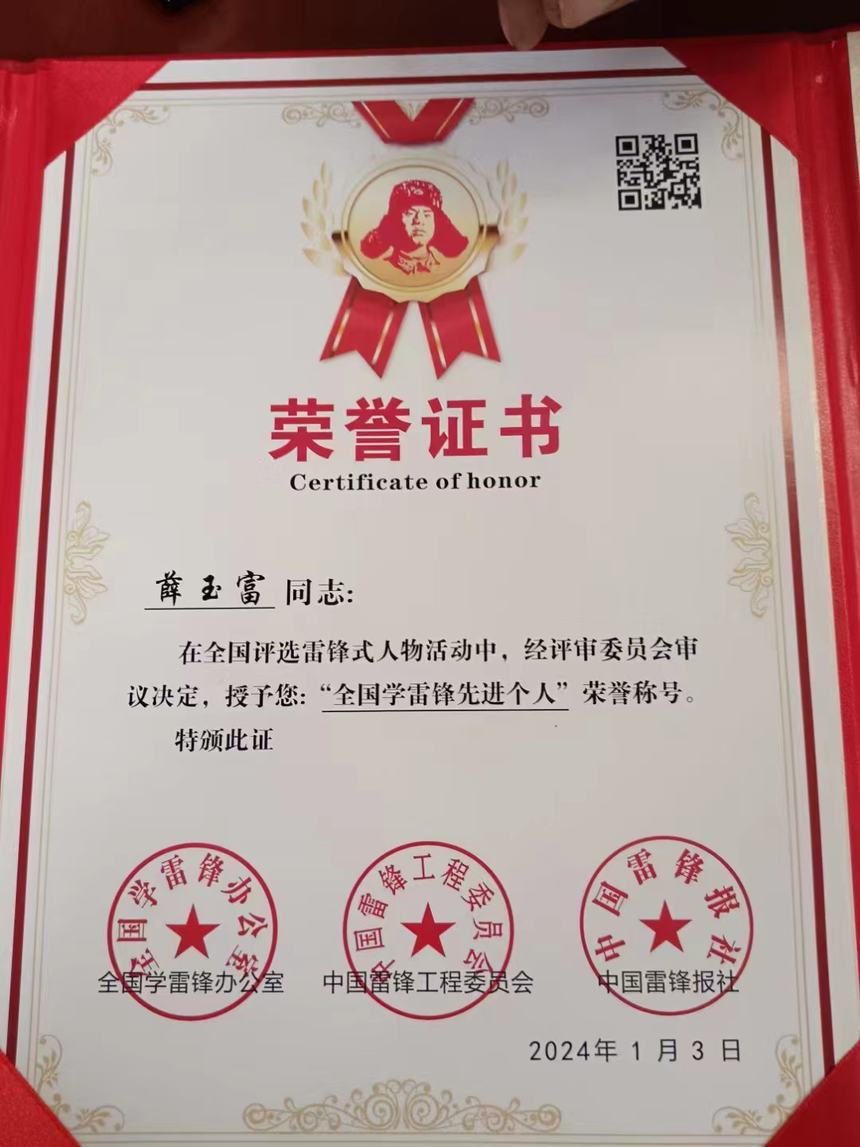 荣誉证书
Certificate of honor
薛玉富 同志:
在全国评选雷锋式人物活动中，经评审委员会审
议决定，授予您:“全国学雷锋先进个人”荣誉称号。
特颁此证
全国学雷锋办公室
中国雷锋工程委员会
中国雷锋报社
全国学雷锋办公室
中国雷锋工程委员会
中国雷锋报社
2024年 1 月 3 日